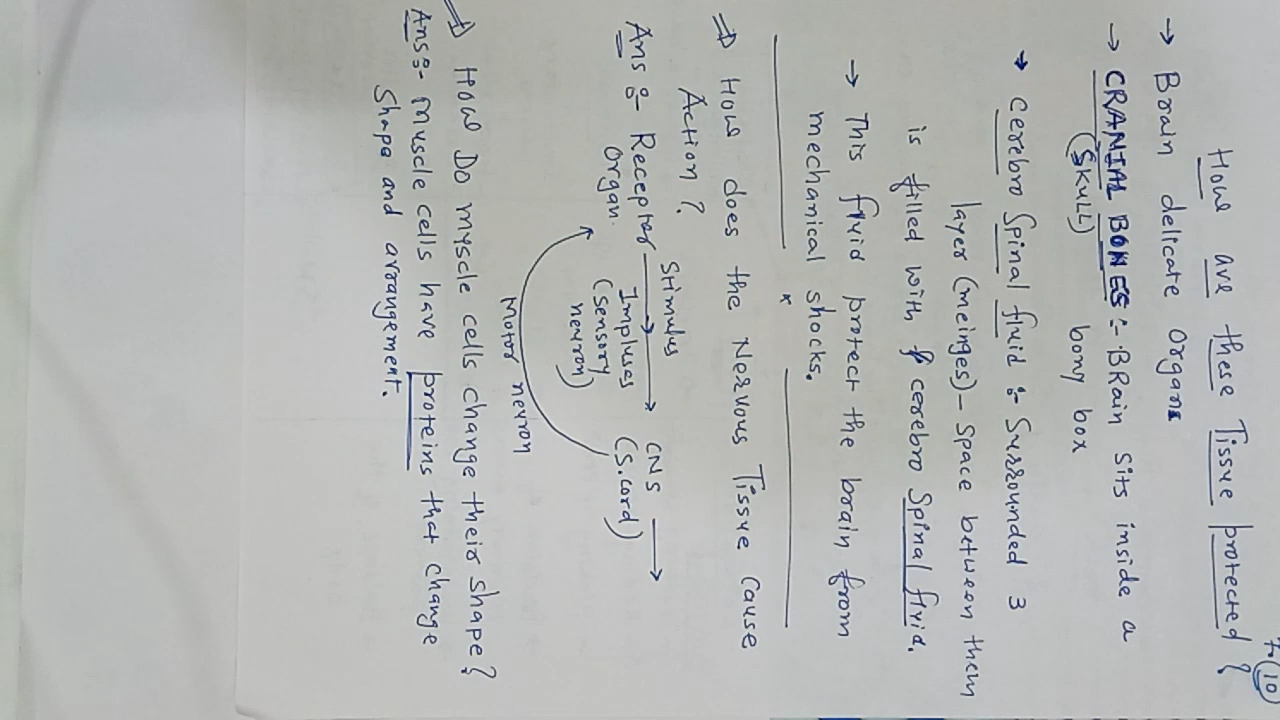 10
How are these Tissue protected ?
→ Brain delicate organs
→ CRANIAL BONES :- BRain sits inside a
(SKULL) bony box
→ cerebro Spinal fluid :- Surrounded 3
layer (meinges) - Space between them
is filled with cerebro Spinal fluid.
→ This fluid protect the brain from
mechanical shocks.
x
⇒ How does the Nervous Tissue cause
Action ?
Ans :- Receptor Stimulus CNS →
Organ. Impluses (S.cord)
(sensory
neuron)
Motor neuron
⇒ How Do muscle cells change their shape?
Ans :- muscle cells have proteins that change
Shape and arrangement.